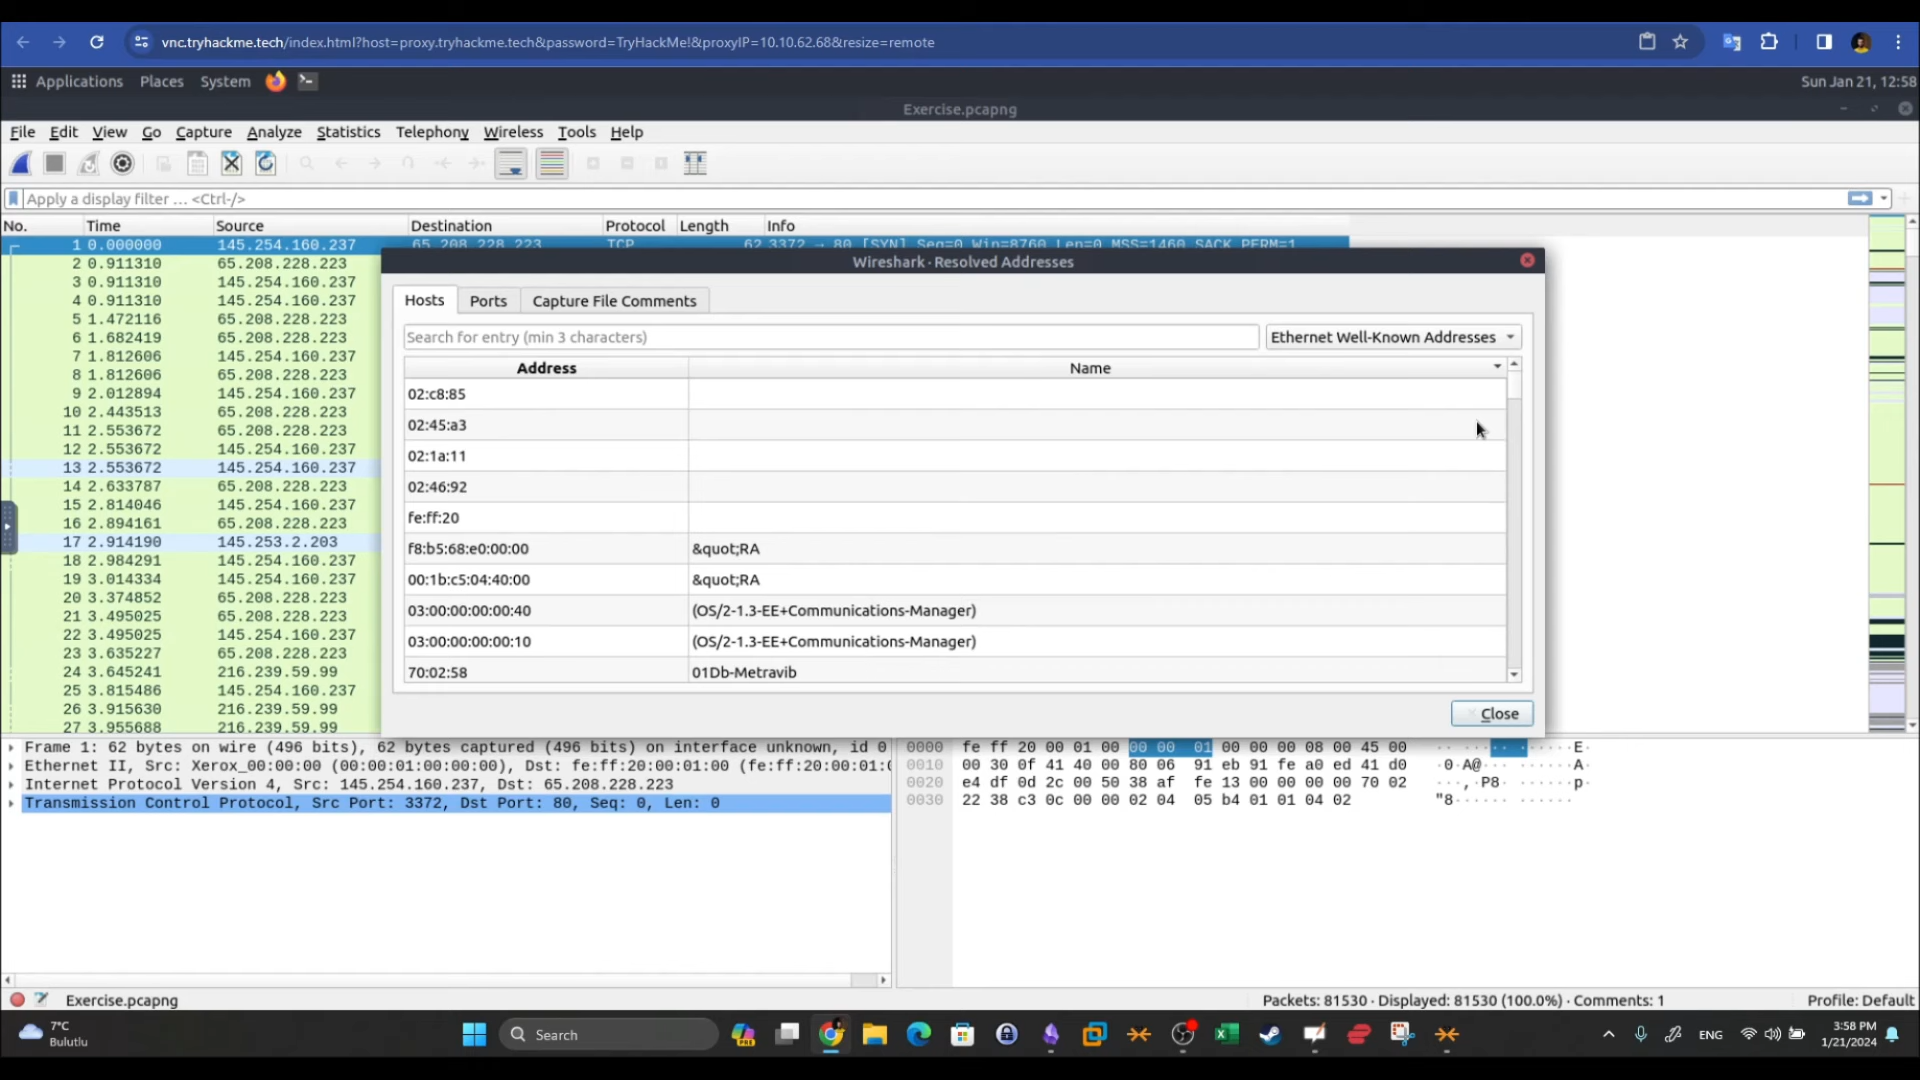 vnc.tryhackme.tech/index.html?host=proxy.tryhackme.tech&password=TryHackMe!&proxyIP=10.10.62.68&resize=remote
Applications Places System Sun Jan 21, 12:58
Exercise.pcapng
File Edit View Go Capture Analyze Statistics Telephony Wireless Tools Help
Apply a display filter ... <Ctrl-/>
No. Time Source Destination Protocol Length Info
1 0.000000 145.254.160.237 65.208.228.223 TCP 62 3372 → 80 [SYN] Seq=0 Win=8760 Len=0 MSS=1460 SACK_PERM=1
2 0.911310 65.208.228.223
3 0.911310 145.254.160.237
4 0.911310 145.254.160.237
5 1.472116 65.208.228.223
6 1.682419 65.208.228.223
7 1.812606 145.254.160.237
8 1.812606 65.208.228.223
9 2.012894 145.254.160.237
10 2.443513 65.208.228.223
11 2.553672 65.208.228.223
12 2.553672 145.254.160.237
13 2.553672 145.254.160.237
14 2.633787 65.208.228.223
15 2.814046 145.254.160.237
16 2.894161 65.208.228.223
17 2.914190 145.253.2.203
18 2.984291 145.254.160.237
19 3.014334 145.254.160.237
20 3.374852 65.208.228.223
21 3.495025 65.208.228.223
22 3.495025 145.254.160.237
23 3.635227 65.208.228.223
24 3.645241 216.239.59.99
25 3.815486 145.254.160.237
26 3.915630 216.239.59.99
27 3.955688 216.239.59.99
Wireshark · Resolved Addresses
Hosts Ports Capture File Comments
Search for entry (min 3 characters) Ethernet Well-Known Addresses
Address Name
02:c8:85
02:45:a3
02:1a:11
02:46:92
fe:ff:20
f8:b5:68:e0:00:00 &quot;RA
00:1b:c5:04:40:00 &quot;RA
03:00:00:00:00:40 (OS/2-1.3-EE+Communications-Manager)
03:00:00:00:00:10 (OS/2-1.3-EE+Communications-Manager)
70:02:58 01Db-Metravib
Close
Frame 1: 62 bytes on wire (496 bits), 62 bytes captured (496 bits) on interface unknown, id 0
Ethernet II, Src: Xerox_00:00:00 (00:00:01:00:00:00), Dst: fe:ff:20:00:01:00 (fe:ff:20:00:01:0
Internet Protocol Version 4, Src: 145.254.160.237, Dst: 65.208.228.223
Transmission Control Protocol, Src Port: 3372, Dst Port: 80, Seq: 0, Len: 0
0000 fe ff 20 00 01 00 00 00 01 00 00 00 08 00 45 00 ·· ····· ······E·
0010 00 30 0f 41 40 00 80 06 91 eb 91 fe a0 ed 41 d0 ·0·A@··· ······A·
0020 e4 df 0d 2c 00 50 38 af fe 13 00 00 00 00 70 02 ···,·P8· ······p·
0030 22 38 c3 0c 00 00 02 04 05 b4 01 01 04 02 "8······ ······
Exercise.pcapng Packets: 81530 · Displayed: 81530 (100.0%) · Comments: 1 Profile: Default
7°C
Bulutlu
Search
ENG
3:58 PM
1/21/2024